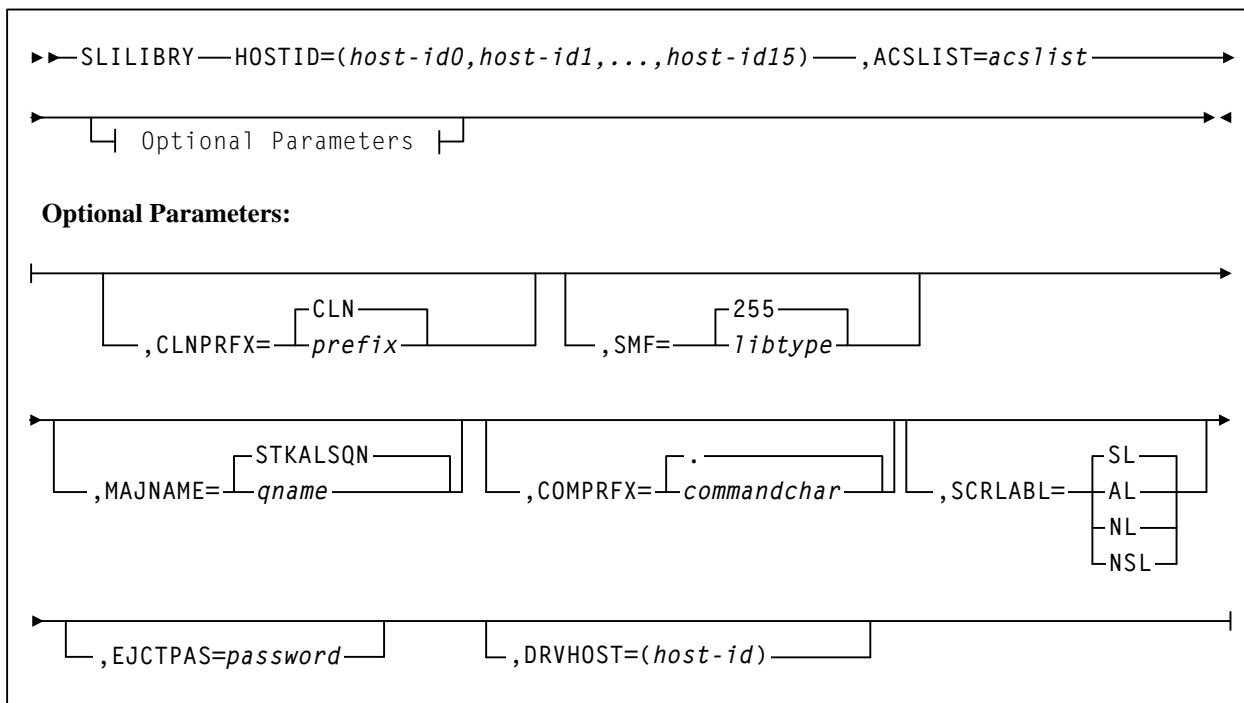 SLILIBRY HOSTID=(host-id0,host-id1,...,host-id15) ,ACSLIST=acslist
Optional Parameters
Optional Parameters:
CLN 255
,CLNPRFX= prefix ,SMF= libtype
STKALSQN . SL
,MAJNAME= qname ,COMPRFX= commandchar ,SCRLABL= AL
NL
NSL
,EJCTPAS=password ,DRVHOST=(host-id)